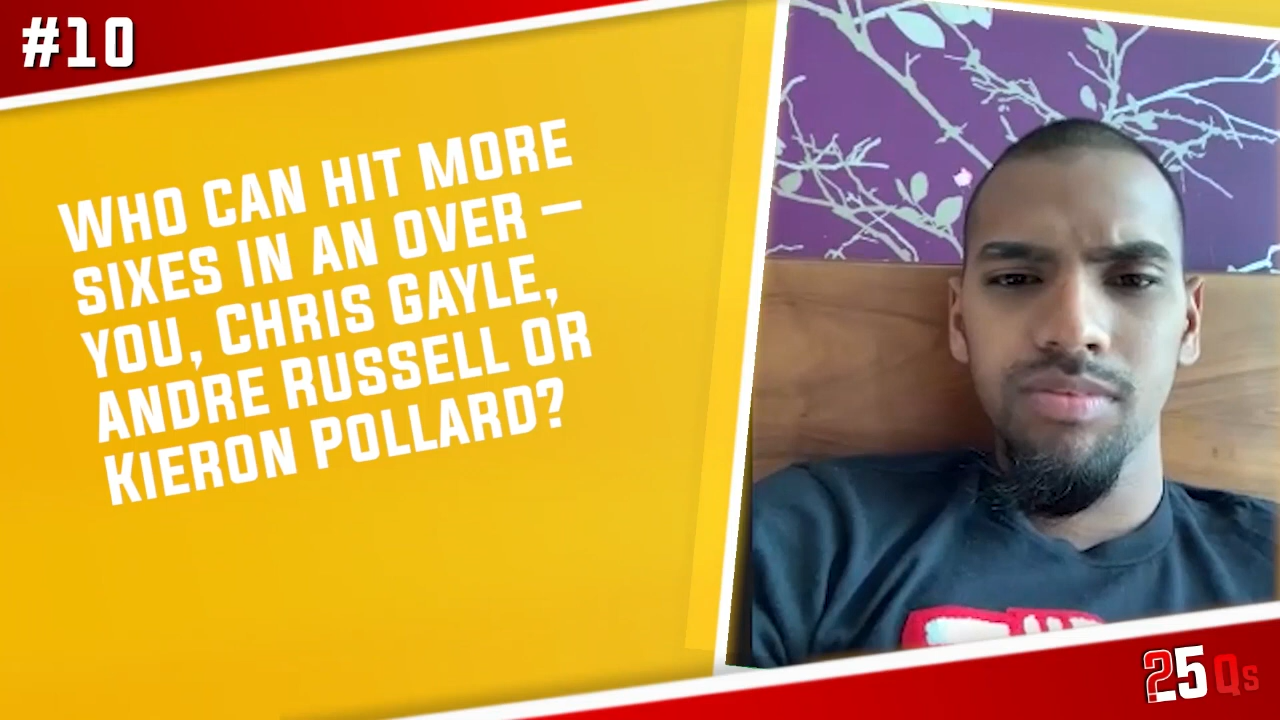 #10
WHO CAN HIT MORE
SIXES IN AN OVER –
YOU, CHRIS GAYLE,
ANDRE RUSSELL OR
KIERON POLLARD?
25Qs